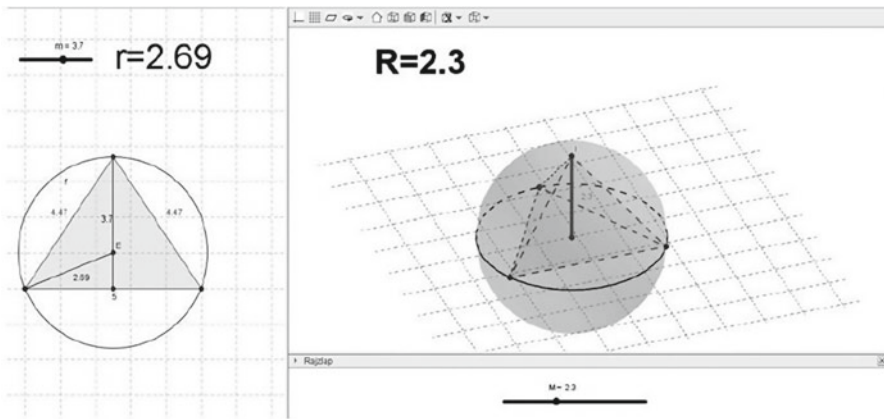 m = 3.7
r=2.69
R=2.3
r
4.47
3.7
4.47
E
2.69
5
Rajzlap
M = 2.3